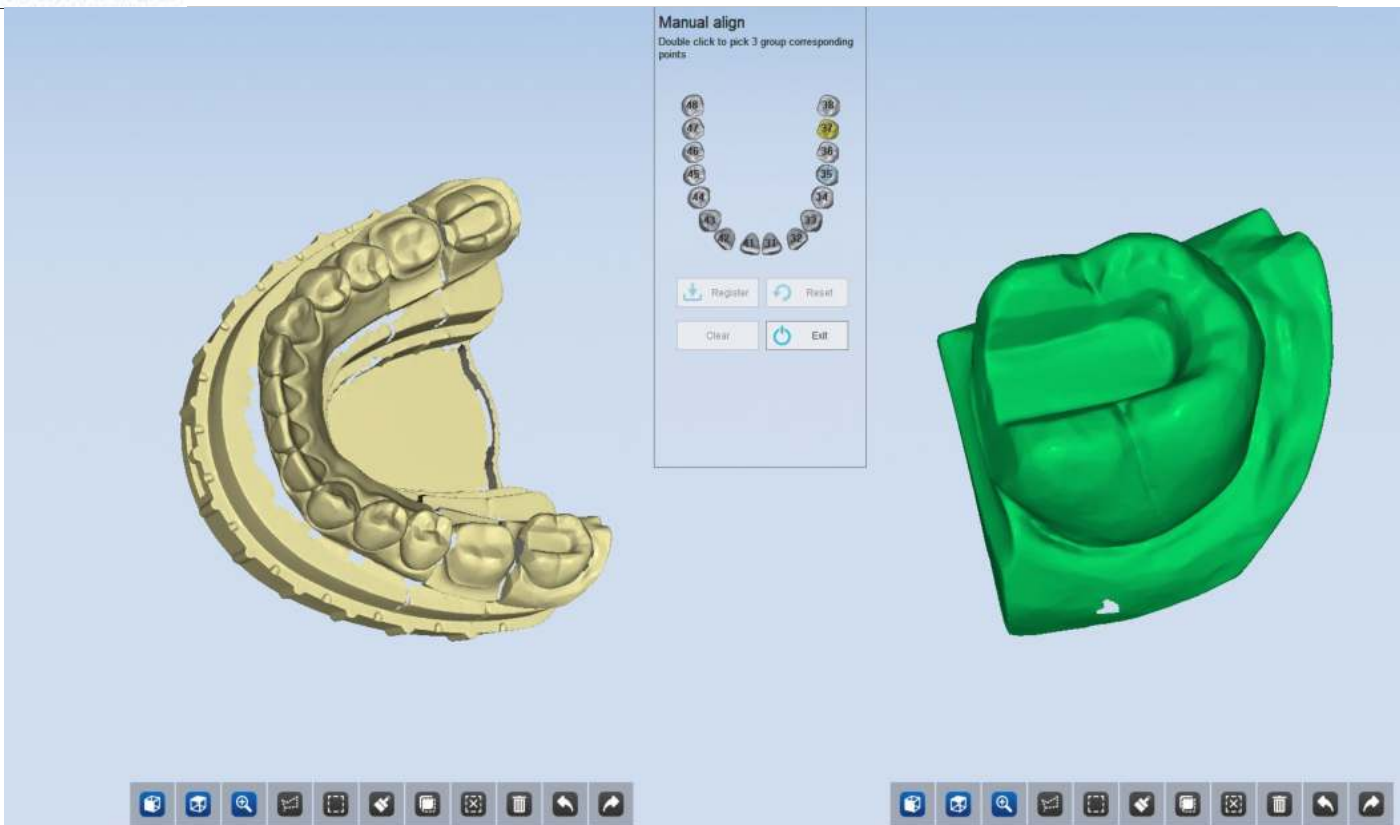 Manual align
Double click to pick 3 group corresponding
points
48 38
47 37
46 36
45 35
44 34
43 33
42 41 31 32
Register Reset
Clear Exit